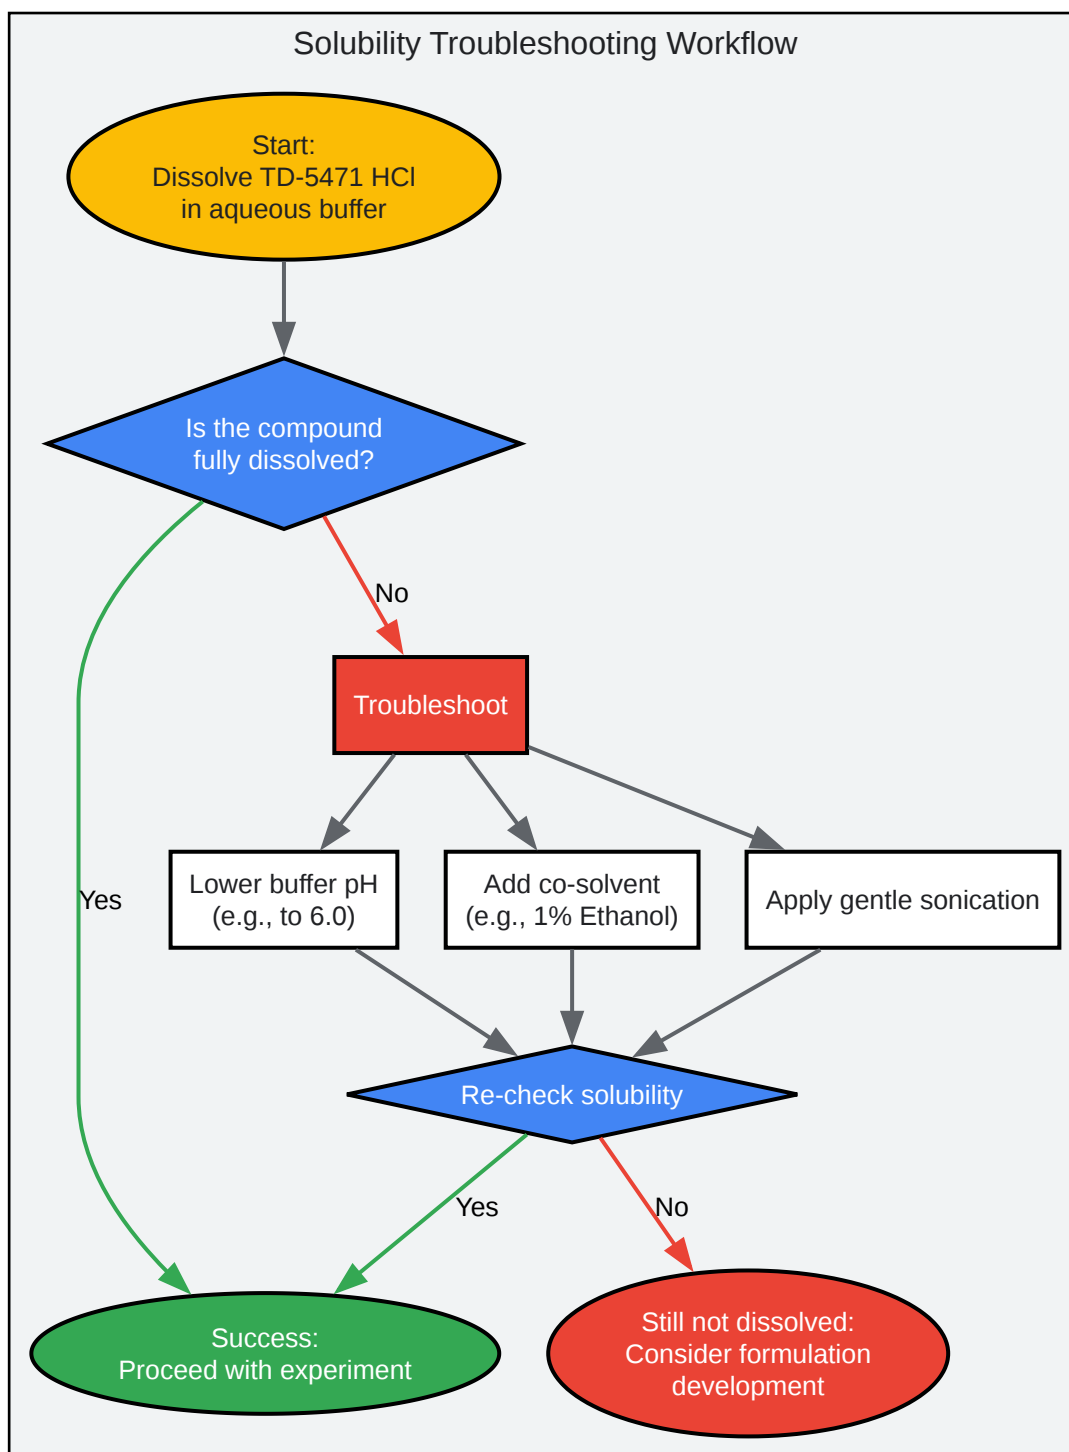 Solubility Troubleshooting Workflow
Start:
Dissolve TD-5471 HCl
in aqueous buffer
Is the compound
fully dissolved?
No
Troubleshoot
Lower buffer pH
(e.g., to 6.0)
Add co-solvent
(e.g., 1% Ethanol)
Apply gentle sonication
Yes
Re-check solubility
Yes
No
Success:
Proceed with experiment
Still not dissolved:
Consider formulation
development